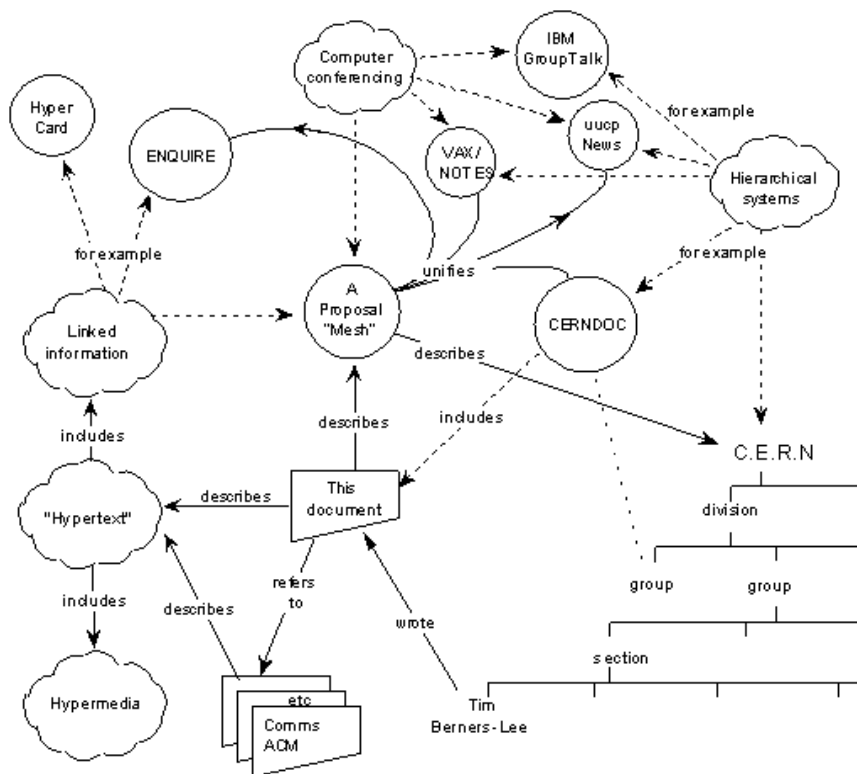 IBM
GroupTalk
Computer
conferencing
Hyper
Card
for example
uucp
News
ENQUIRE
VAX/
NOTES
Hierarchical
systems
for example
for example
unifies
A
Proposal
"Mesh"
CERNDOC
Linked
information
describes
includes
describes
includes
C.E.R.N
This
document
describes
"Hypertext"
division
refers
to
group
group
includes
describes
wrote
section
Hypermedia
etc
Comms
ACM
Tim
Berners-Lee